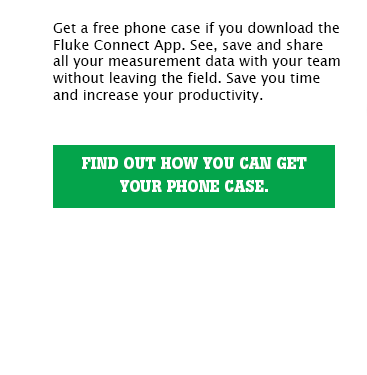 Get a free phone case if you download the
Fluke Connect App. See, save and share
all your measurement data with your team
without leaving the field. Save you time
and increase your productivity.
FIND OUT HOW YOU CAN GET
YOUR PHONE CASE.